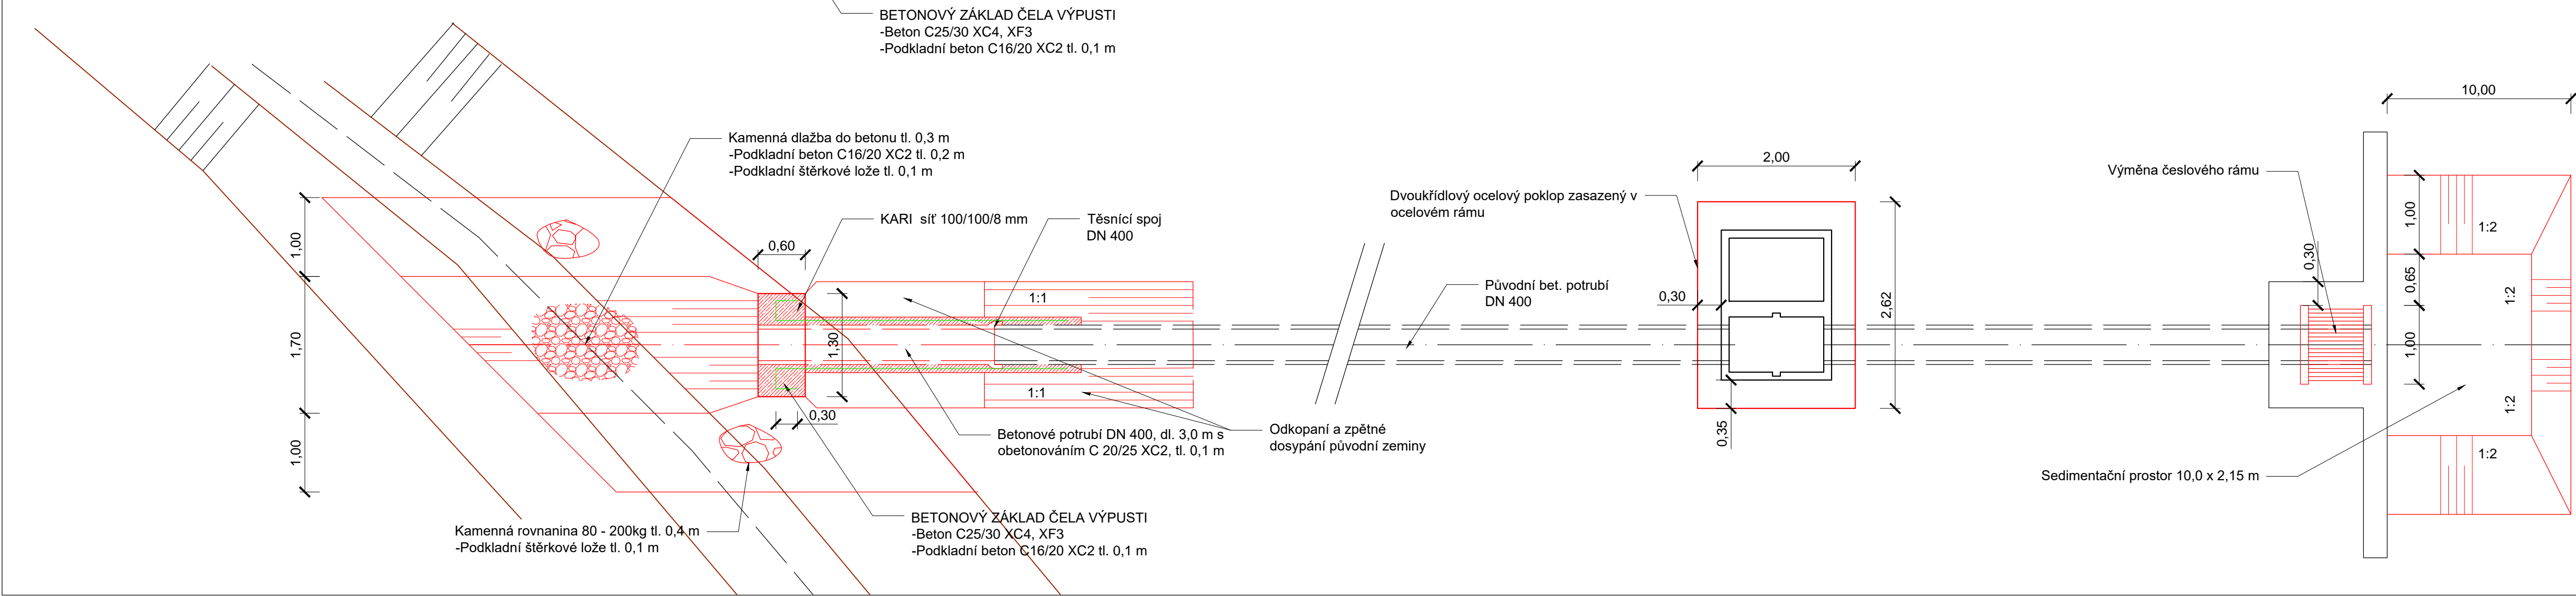 BETONOVÝ ZÁKLAD ČELA VÝPUSTI
-Beton C25/30 XC4, XF3
-Podkladní beton C16/20 XC2 tl. 0,1 m
Kamenná dlažba do betonu tl. 0,3 m
-Podkladní beton C16/20 XC2 tl. 0,2 m
-Podkladní štěrkové lože tl. 0,1 m
KARI síť 100/100/8 mm
Těsnící spoj
DN 400
0,60
1,00
1,70
1,00
1,30
0,30
1:1
1:1
Betonové potrubí DN 400, dl. 3,0 m s
obetonováním C 20/25 XC2, tl. 0,1 m
Odkopaní a zpětné
dosypání původní zeminy
BETONOVÝ ZÁKLAD ČELA VÝPUSTI
-Beton C25/30 XC4, XF3
-Podkladní beton C16/20 XC2 tl. 0,1 m
Kamenná rovnanina 80 - 200kg tl. 0,4 m
-Podkladní štěrkové lože tl. 0,1 m
Dvoukřídlový ocelový poklop zasazený v
ocelovém rámu
Původní bet. potrubí
DN 400
2,00
0,30
2,62
0,35
Výměna česlového rámu
10,00
0,30
1,00
0,65
1,00
1:2
1:2
1:2
1:2
Sedimentační prostor 10,0 x 2,15 m